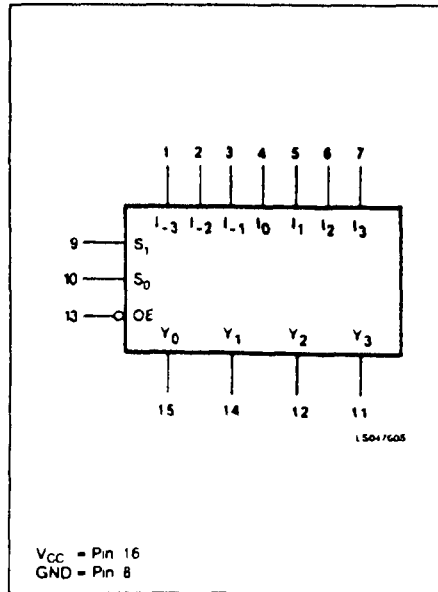 1 2 3 4 5 6 7
I-3 I-2 I-1 I0 I1 I2 I3
9 S1
10 S0
13 OE
Y0 Y1 Y2 Y3
15 14 12 11
LS04760S
VCC = Pin 16
GND = Pin 8